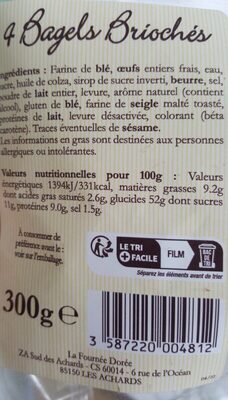 4 Bagels Briochés
Ingrédients : Farine de blé, œufs entiers frais, eau,
sucre, huile de colza, sirop de sucre inverti, beurre, sel,
poudre de lait entier, levure, arôme naturel (contient
alcool), gluten de blé, farine de seigle malté toasté,
protéines de lait, levure désactivée, colorant (béta
carotène). Traces éventuelles de sésame.
Les informations en gras sont destinées aux personnes
allergiques ou intolérantes.
Valeurs nutritionnelles pour 100g : Valeurs
énergétiques 1394kJ/331kcal, matières grasses 9.2g
dont acides gras saturés 2.6g, glucides 52g dont sucres
11g, protéines 9.0g, sel 1.5g.
A consommer de
préférence avant le :
voir sur l'emballage.
LE TRI
+ FACILE
FILM
BAC
DE TRI
Séparez les éléments avant de trier
300g e
3 587220 004812
La Fournée Dorée
ZA Sud des Achards - CS 60014 - 6 rue de l'Océan
85150 LES ACHARDS